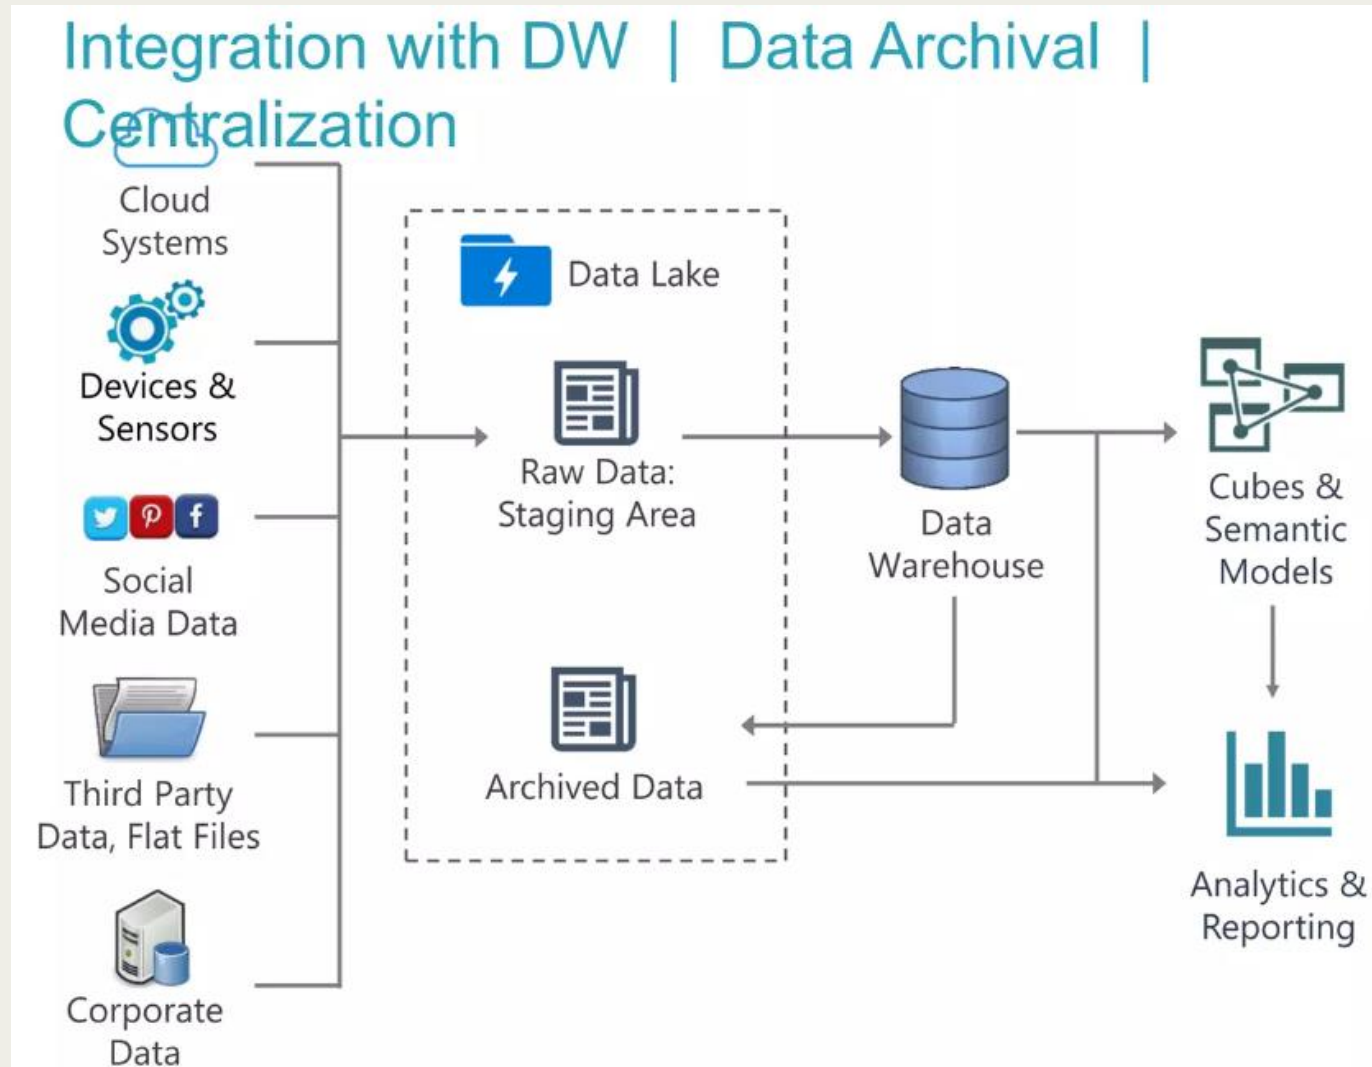 Integration with DW | Data Archival |
Centralization
Cloud
Systems
Devices &
Sensors
Social
Media Data
Third Party
Data, Flat Files
Corporate
Data
Data Lake
Raw Data:
Staging Area
Archived Data
Data
Warehouse
Cubes &
Semantic
Models
Analytics &
Reporting